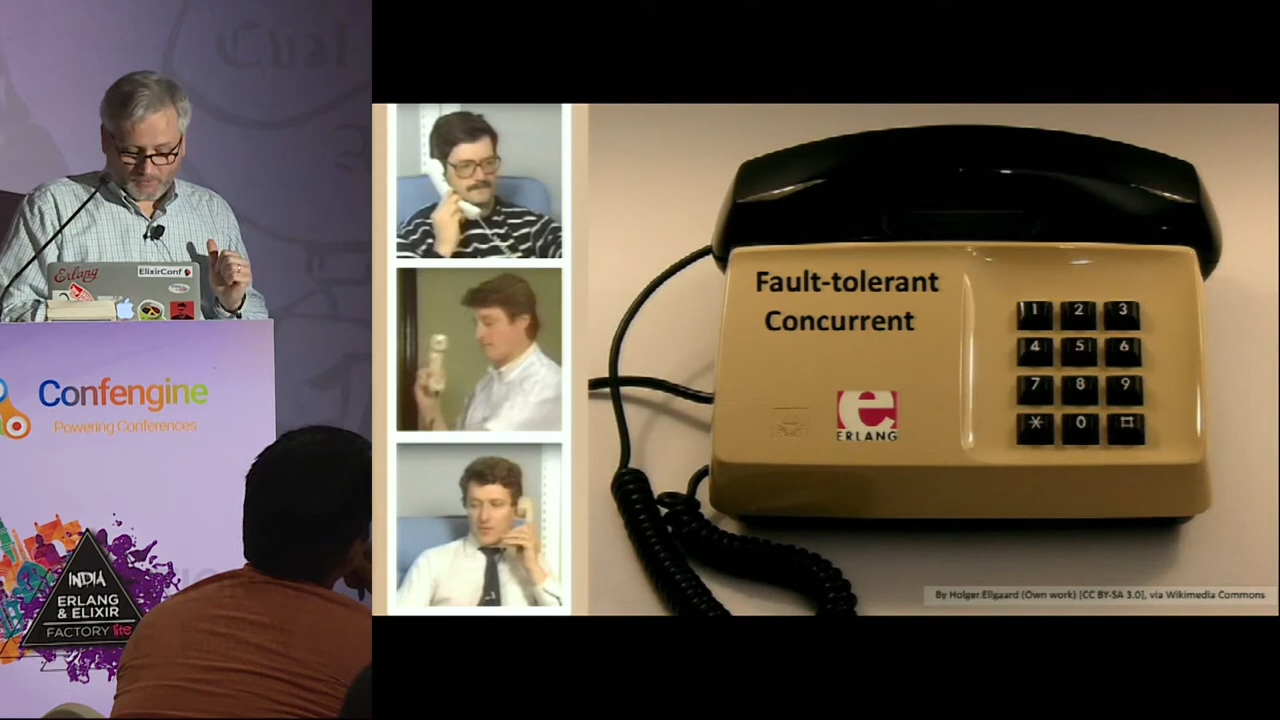 Cual
Erlang
ElixirConf
Confengine
Powering Conferences
INDIA
ERLANG
& ELIXIR
FACTORY lite
Fault-tolerant
Concurrent
e
ERLANG
1 2 3
4 5 6
7 8 9
* 0 ¤
By Holger.Ellgaard (Own work) [CC BY-SA 3.0], via Wikimedia Commons